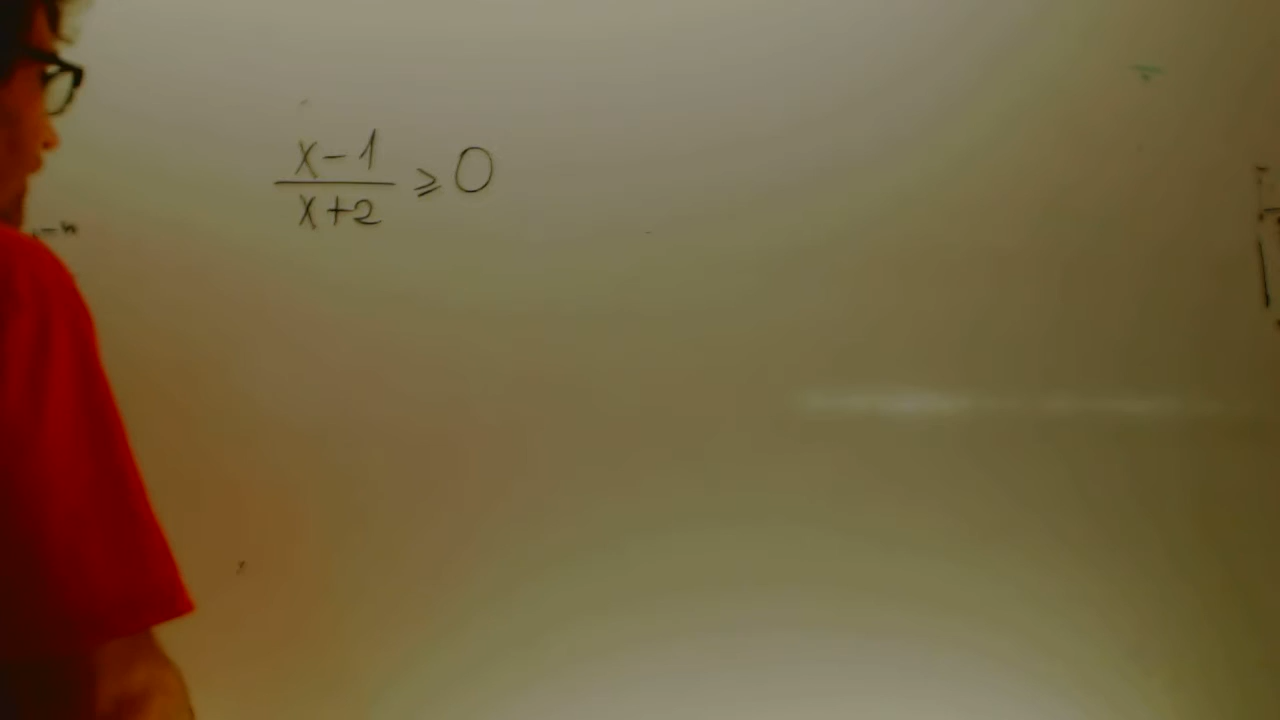 x-1
—— ⩾ 0
x+2